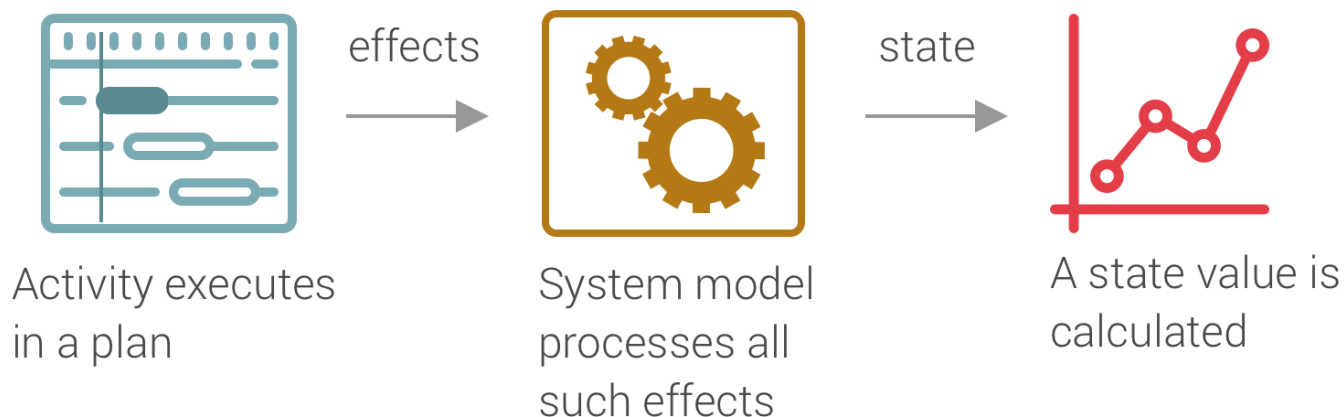 effects
state
Activity executes
in a plan
System model
processes all
such effects
A state value is
calculated